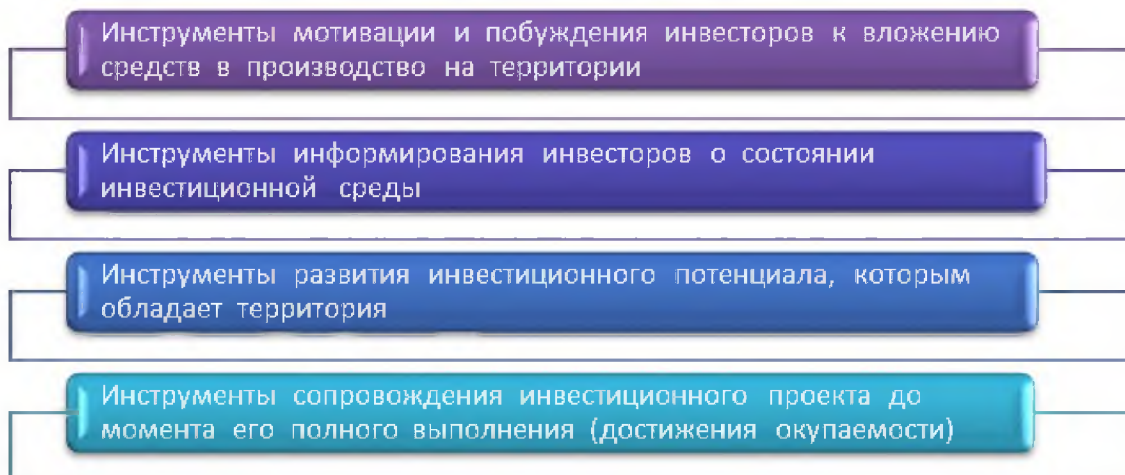 Инструменты мотивации и побуждения инвесторов к вложению
средств в производство на территории
Инструменты информирования инвесторов о состоянии
инвестиционной среды
Инструменты развития инвестиционного потенциала, которым
обладает территория
Инструменты сопровождения инвестиционного проекта до
момента его полного выполнения (достижения окупаемости)